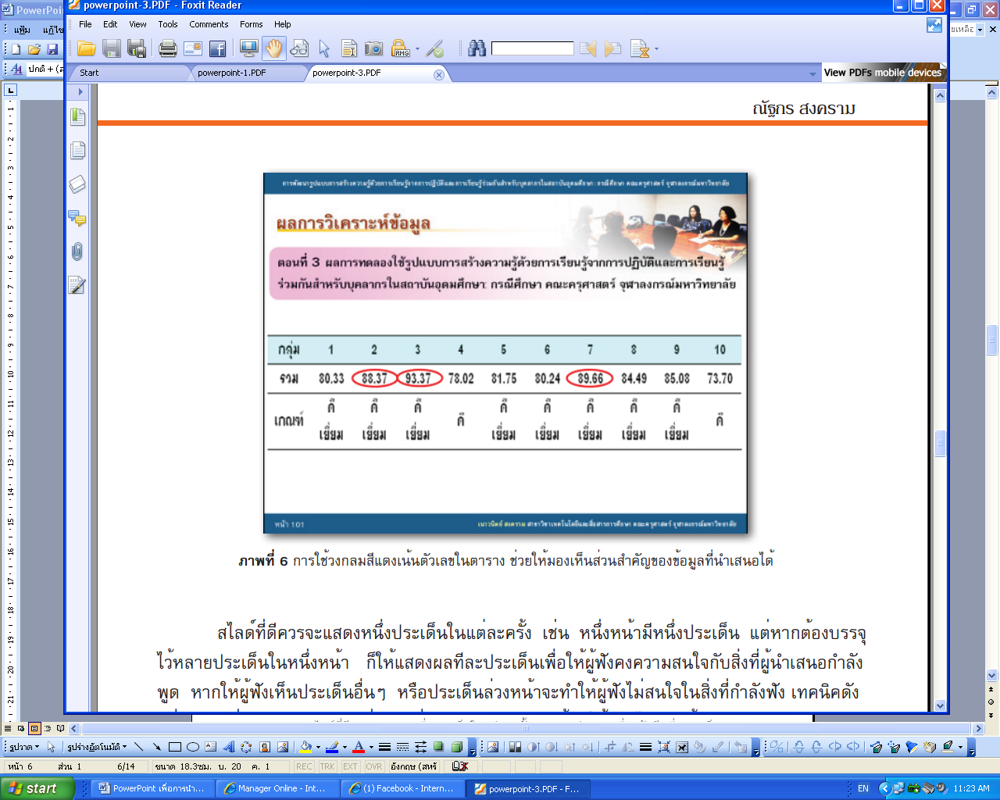 PowerPoin
powerpoint-3.PDF - Foxit Reader
แฟ้ม แก้ไข
File Edit View Tools Comments Forms Help
ปกติ + (ส
Start powerpoint-1.PDF powerpoint-3.PDF
View PDFs mobile devices
ณัฐกร สงคราม
การพัฒนารูปแบบการสร้างความรู้ด้วยการเรียนรู้จากการปฏิบัติและการเรียนรู้ร่วมกันสำหรับบุคลากรในสถาบันอุดมศึกษา: กรณีศึกษา คณะครุศาสตร์ จุฬาลงกรณ์มหาวิทยาลัย
ผลการวิเคราะห์ข้อมูล
ตอนที่ 3 ผลการทดลองใช้รูปแบบการสร้างความรู้ด้วยการเรียนรู้จากการปฏิบัติและการเรียนรู้
ร่วมกันสำหรับบุคลากรในสถาบันอุดมศึกษา: กรณีศึกษา คณะครุศาสตร์ จุฬาลงกรณ์มหาวิทยาลัย
กลุ่ม 1 2 3 4 5 6 7 8 9 10
รวม 80.33 88.37 93.37 78.02 81.75 80.24 89.66 84.49 85.08 73.70
เกณฑ์ ดีเยี่ยม ดีเยี่ยม ดีเยี่ยม ดี ดีเยี่ยม ดีเยี่ยม ดีเยี่ยม ดีเยี่ยม ดีเยี่ยม ดี
หน้า 101
เนาวนิตย์ สงคราม สาขาวิชาเทคโนโลยีและสื่อสารการศึกษา คณะครุศาสตร์ จุฬาลงกรณ์มหาวิทยาลัย
ภาพที่ 6 การใช้วงกลมสีแดงเน้นตัวเลขในตาราง ช่วยให้มองเห็นส่วนสำคัญของข้อมูลที่นำเสนอได้
สไลด์ที่ดีควรจะแสดงหนึ่งประเด็นในแต่ละครั้ง เช่น หนึ่งหน้ามีหนึ่งประเด็น แต่หากต้องบรรจุ
ไว้หลายประเด็นในหนึ่งหน้า ก็ให้แสดงผลทีละประเด็นเพื่อให้ผู้ฟังคงความสนใจกับสิ่งที่ผู้นำเสนอกำลัง
พูด หากให้ผู้ฟังเห็นประเด็นอื่นๆ หรือประเด็นล่วงหน้าจะทำให้ผู้ฟังไม่สนใจในสิ่งที่กำลังฟัง เทคนิคดัง
รูปวาด รูปร่างอัตโนมัติ
หน้า 6 ส่วน 1 6/14 ขนาด 18.3ซม. บ. 20 ค. 1 REC TRK EXT OVR อังกฤษ (สหรั
start PowerPoint เพื่อการนำ... Manager Online - Int... (1) Facebook - Intern... powerpoint-3.PDF - F... EN 11:23 AM